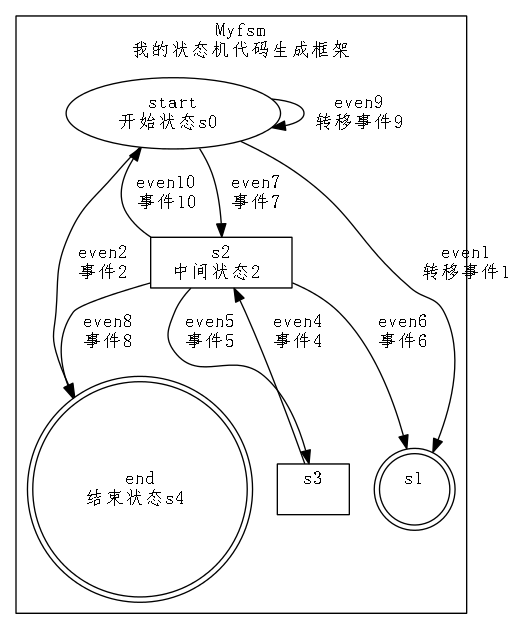 Myfsm
我的状态机代码生成框架
start
开始状态s0
even9
转移事件9
even10
事件10
even7
事件7
even2
事件2
s2
中间状态2
even1
转移事件1
even8
事件8
even5
事件5
even4
事件4
even6
事件6
end
结束状态s4
s3
s1